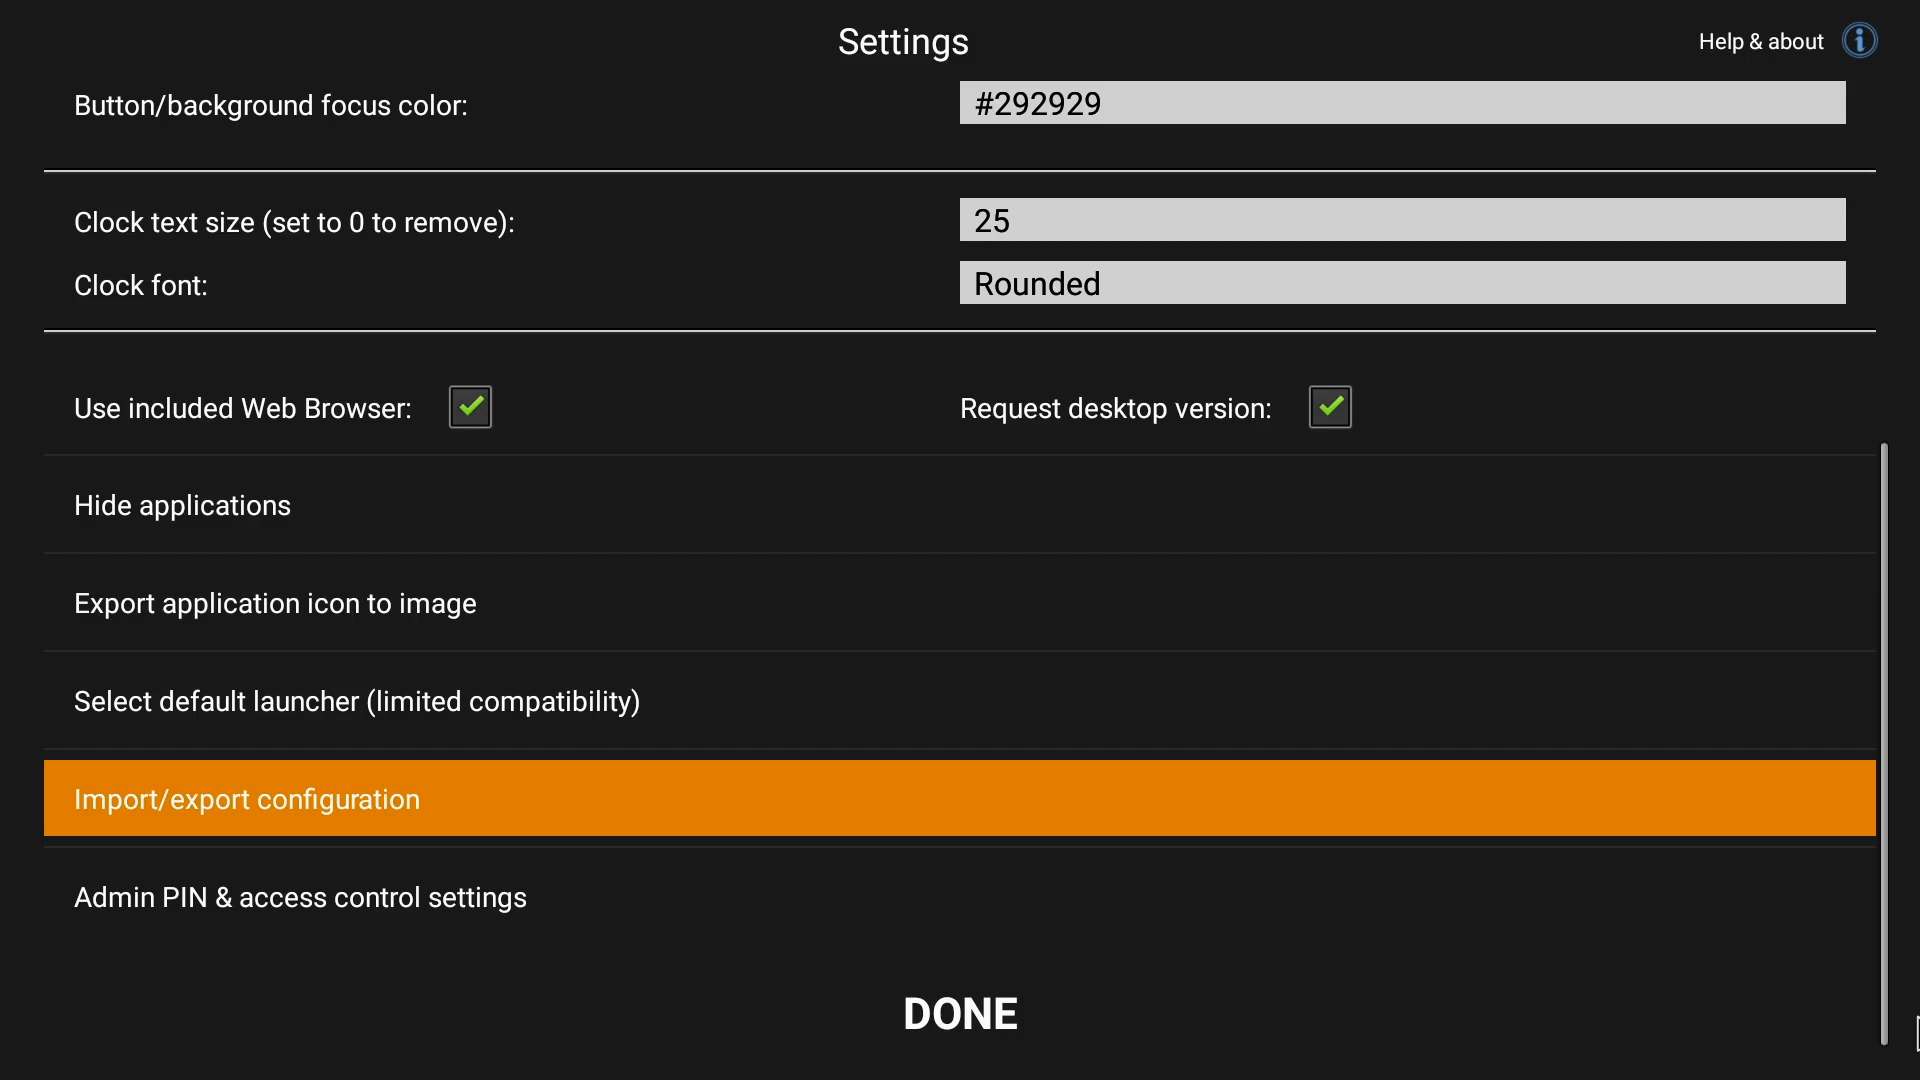 Settings
Help & about
Button/background focus color:
#292929
Clock text size (set to 0 to remove):
25
Clock font:
Rounded
Use included Web Browser:
Request desktop version:
Hide applications
Export application icon to image
Select default launcher (limited compatibility)
Import/export configuration
Admin PIN & access control settings
DONE